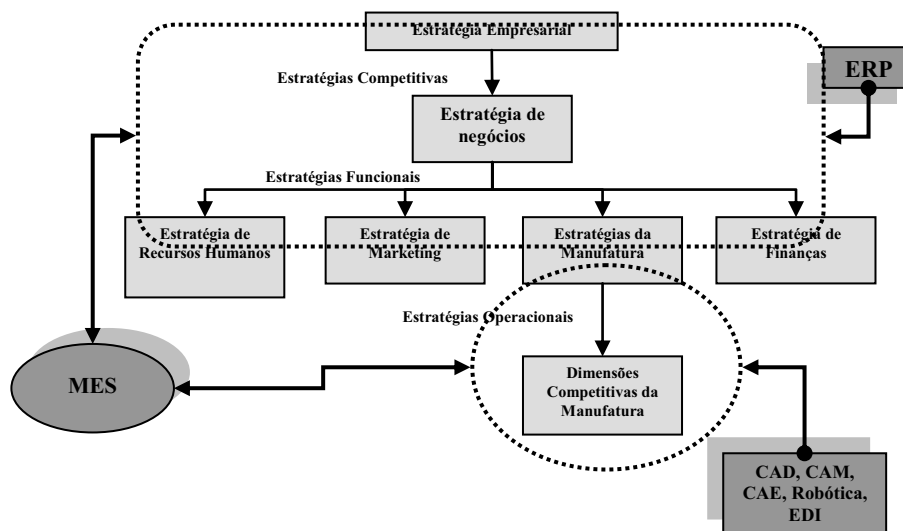 Estratégia Empresarial
ERP
Estratégias Competitivas
Estratégia de
negócios
Estratégias Funcionais
Estratégia de
Recursos Humanos
Estratégia de
Marketing
Estratégias da
Manufatura
Estratégia de
Finanças
Estratégias Operacionais
MES
Dimensões
Competitivas da
Manufatura
CAD, CAM,
CAE, Robótica,
EDI